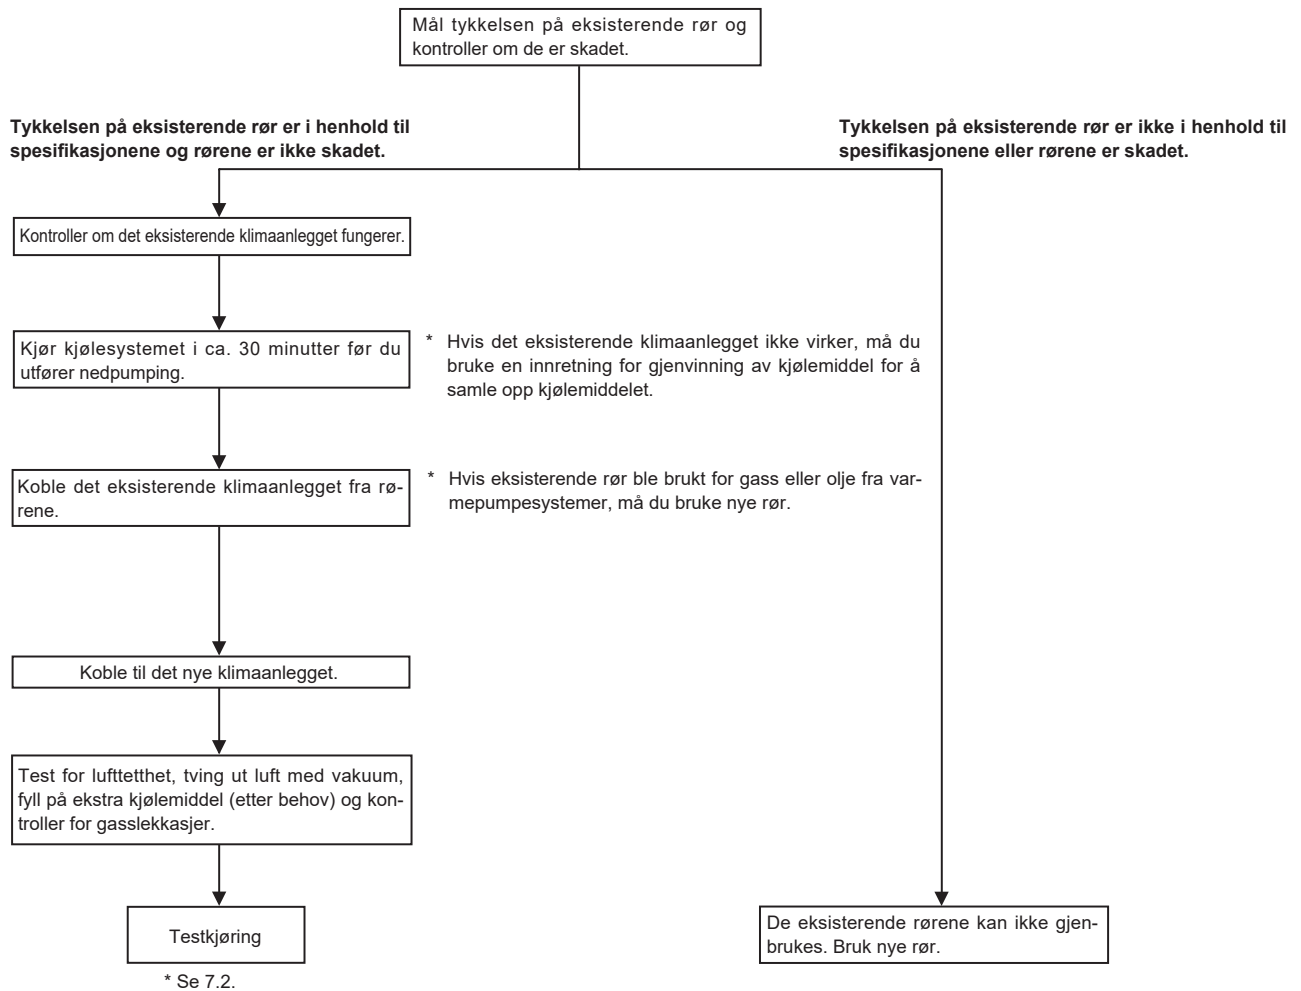 Mål tykkelsen på eksisterende rør og
kontroller om de er skadet.
Tykkelsen på eksisterende rør er i henhold til
spesifikasjonene og rørene er ikke skadet.
Tykkelsen på eksisterende rør er ikke i henhold til
spesifikasjonene eller rørene er skadet.
Kontroller om det eksisterende klimaanlegget fungerer.
Kjør kjølesystemet i ca. 30 minutter før du
utfører nedpumping.
* Hvis det eksisterende klimaanlegget ikke virker, må du
bruke en innretning for gjenvinning av kjølemiddel for å
samle opp kjølemiddelet.
Koble det eksisterende klimaanlegget fra rø-
rene.
* Hvis eksisterende rør ble brukt for gass eller olje fra var-
mepumpesystemer, må du bruke nye rør.
Koble til det nye klimaanlegget.
Test for lufttetthet, tving ut luft med vakuum,
fyll på ekstra kjølemiddel (etter behov) og kon-
troller for gasslekkasjer.
Testkjøring
* Se 7.2.
De eksisterende rørene kan ikke gjen-
brukes. Bruk nye rør.